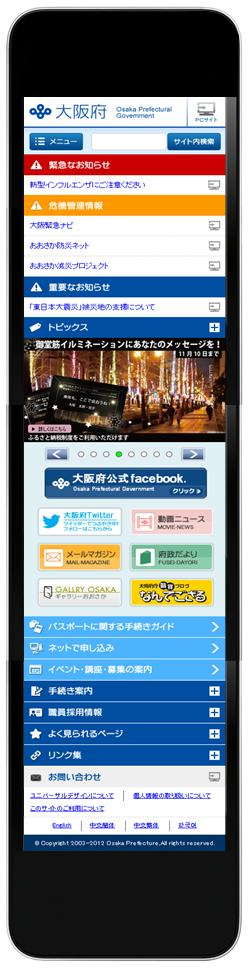 大阪府 Osaka Prefectural Government
PCサイト
メニュー サイト内検索
緊急なお知らせ
新型インフルエンザにご注意ください
危機管理情報
大阪緊急ナビ
おおさか防災ネット
おおさか減災プロジェクト
重要なお知らせ
「東日本大震災」被災地の支援について
トピックス
御堂筋イルミネーションにあなたのメッセージを！
11月10日まで
詳しくはこちら
ふるさと納税制度をご利用いただけます
大阪府公式facebook.
Osaka Prefectural Government クリック
大阪府Twitter
ツイッターでつぶやき中!
フォローはこちらから
動画ニュース
MOVIE-NEWS
メールマガジン
MAIL-MAGAZINE
府政だより
FUSEI-DAYORI
GALLRY OSAKA
ギャラリーおおさか
大阪府庁 ブログ
なんでござる
パスポートに関する手続きガイド
ネットで申し込み
イベント・講座・募集の案内
手続き案内
職員採用情報
よく見られるページ
リンク集
お問い合わせ
ユニバーサルデザインについて 個人情報の取り扱いについて
このサイトのご利用について
English 中文簡体 中文繁体 한국어
© Copyright 2003-2012 Osaka Prefecture,All rights reserved.